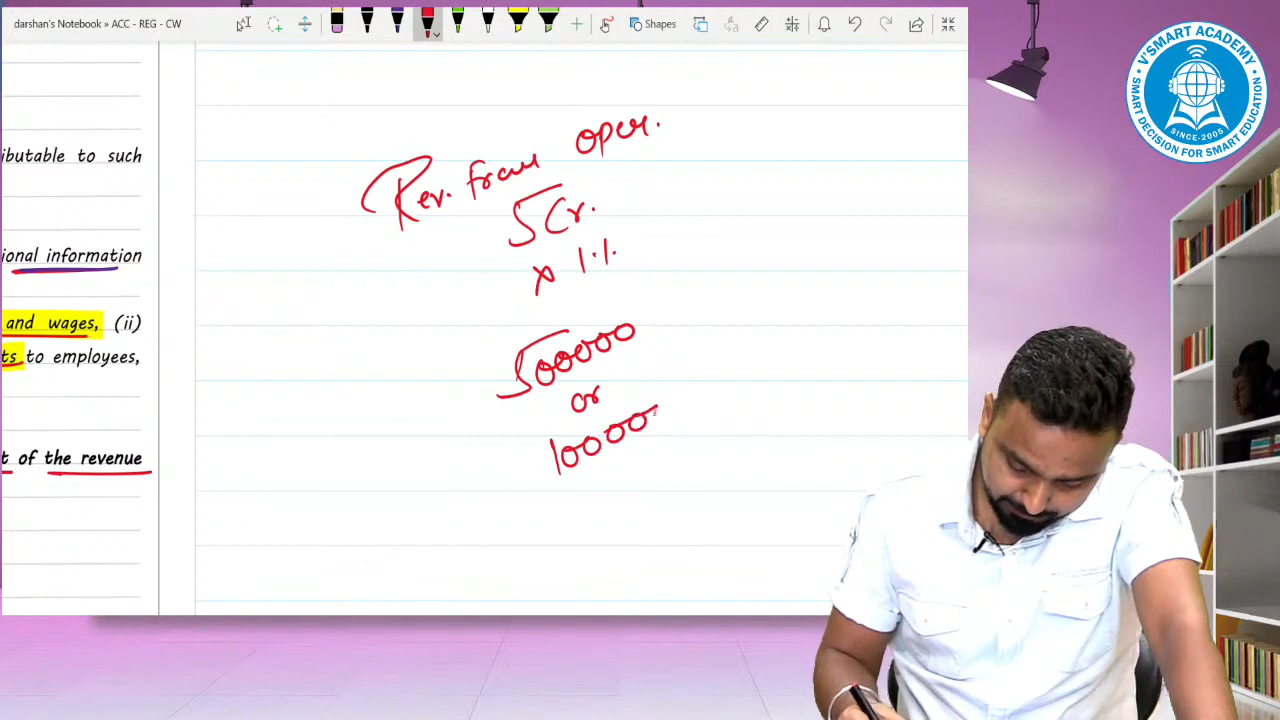 darshan's Notebook » ACC - REG - CW
Shapes
ibutable to such
ional information
and wages, (ii)
ts to employees,
t of the revenue
Rev. from oper.
5 Cr.
x 1%
500000
or
10000
V'SMART ACADEMY
SINCE-2005
SMART DECISION FOR SMART EDUCATION